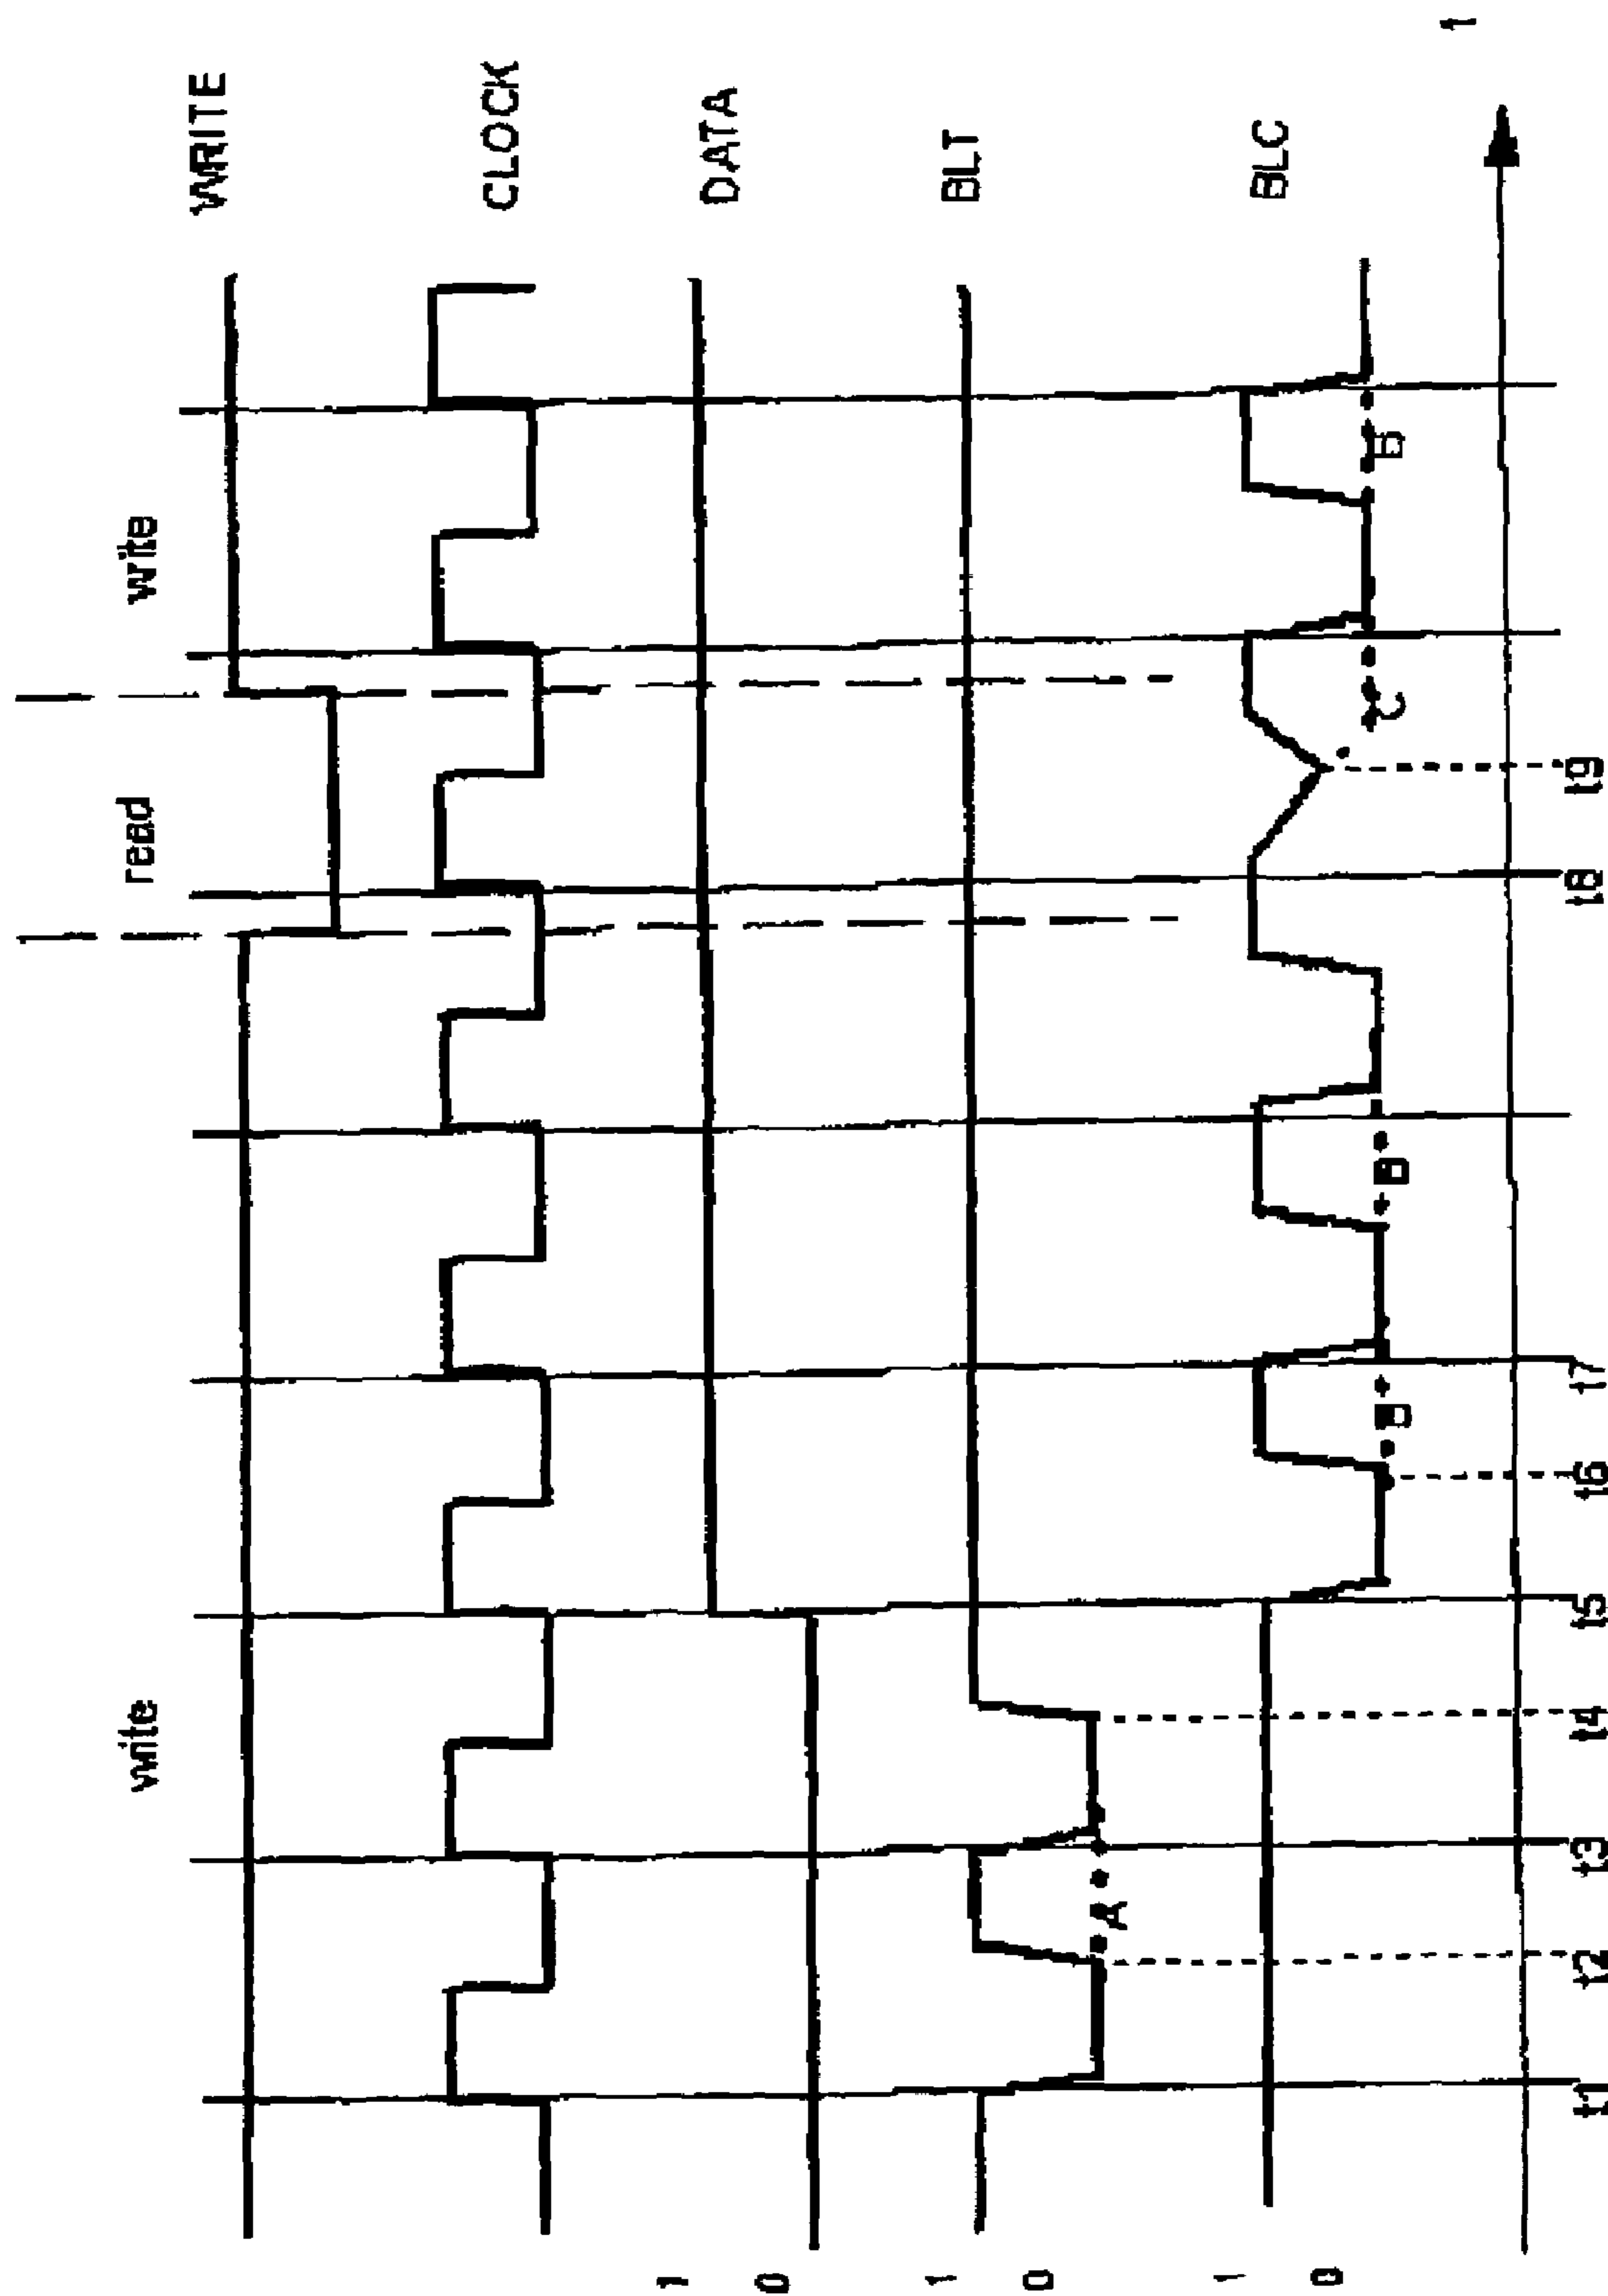 write read write
WRITE
CLOCK
1
0
DATA
1
0
BLT
A
1
0
BLC
B B C B
t
t1 t2 t3 t4 t5 t6 t7 t8 t9